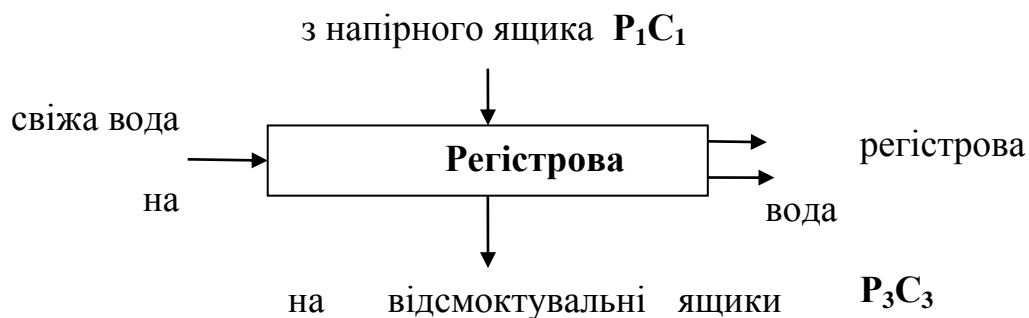 з напірного ящика P₁C₁
свіжа вода
Регістрова
регістрова
на
вода
на відсмоктувальні ящики P₃C₃